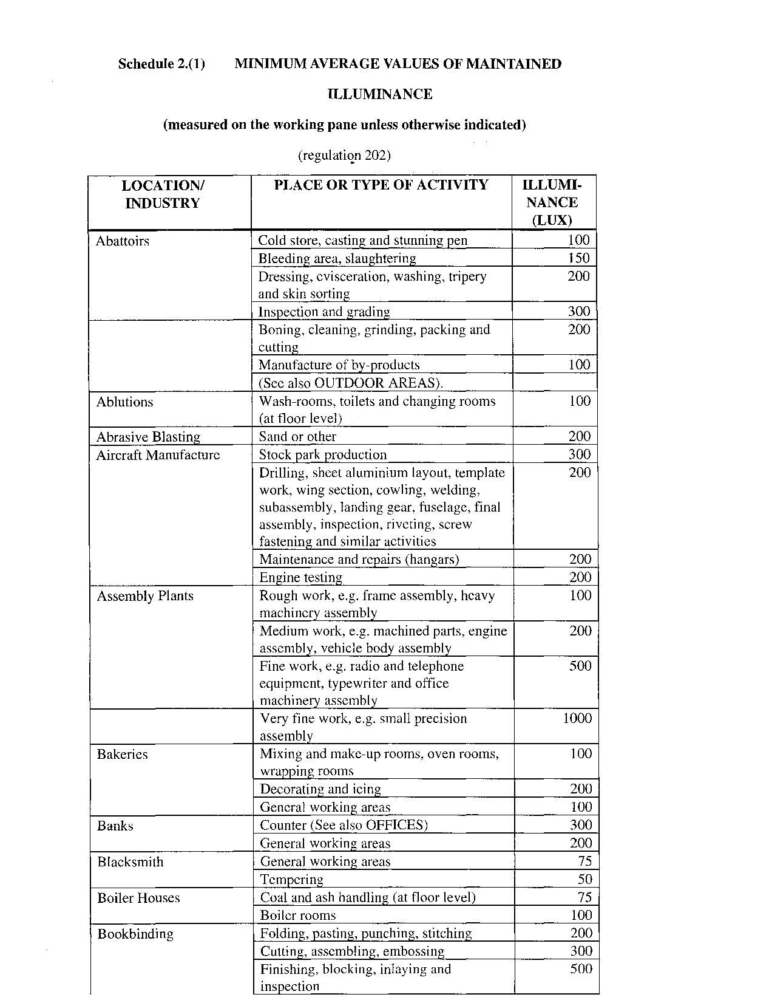 Schedule 2.(1) MINIMUM AVERAGE VALUES OF MAINTAINED
ILLUMINANCE
(measured on the working pane unless otherwise indicated)
(regulation 202)
LOCATION/ PLACE OR TYPE OF ACTIVITY ILLUMI-
INDUSTRY NANCE
(LUX)
Abattoirs Cold store, casting and stunning pen 100
Bleeding area, slaughtering 150
Dressing, evisceration, washing, tripery 200
and skin sorting
Inspection and grading 300
Boning, cleaning, grinding, packing and 200
cutting
Manufacture of by-products 100
(See also OUTDOOR AREAS).
Ablutions Wash-rooms, toilets and changing rooms 100
(at floor level)
Abrasive Blasting Sand or other 200
Aircraft Manufacture Stock park production 300
Drilling, sheet aluminium layout, template 200
work, wing section, cowling, welding,
subassembly, landing gear, fuselage, final
assembly, inspection, riveting, screw
fastening and similar activities
Maintenance and repairs (hangars) 200
Engine testing 200
Assembly Plants Rough work, e.g. frame assembly, heavy 100
machinery assembly
Medium work, e.g. machined parts, engine 200
assembly, vehicle body assembly
Fine work, e.g. radio and telephone 500
equipment, typewriter and office
machinery assembly
Very fine work, e.g. small precision 1000
assembly
Bakeries Mixing and make-up rooms, oven rooms, 100
wrapping rooms
Decorating and icing 200
General working areas 100
Banks Counter (See also OFFICES) 300
General working areas 200
Blacksmith General working areas 75
Tempering 50
Boiler Houses Coal and ash handling (at floor level) 75
Boiler rooms 100
Bookbinding Folding, pasting, punching, stitching 200
Cutting, assembling, embossing 300
Finishing, blocking, inlaying and 500
inspection